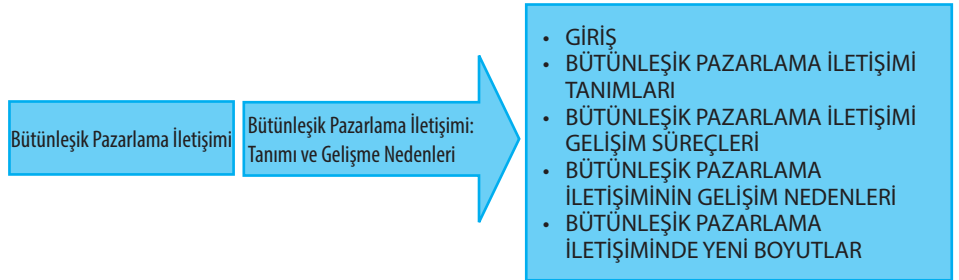 Bütünleşik Pazarlama İletişimi
Bütünleşik Pazarlama İletişimi:
Tanımı ve Gelişme Nedenleri
• GİRİŞ
• BÜTÜNLEŞİK PAZARLAMA İLETİŞİMİ
TANIMLARI
• BÜTÜNLEŞİK PAZARLAMA İLETİŞİMİ
GELİŞİM SÜREÇLERİ
• BÜTÜNLEŞİK PAZARLAMA
İLETİŞİMİNİN GELİŞİM NEDENLERİ
• BÜTÜNLEŞİK PAZARLAMA
İLETİŞİMİNDE YENİ BOYUTLAR